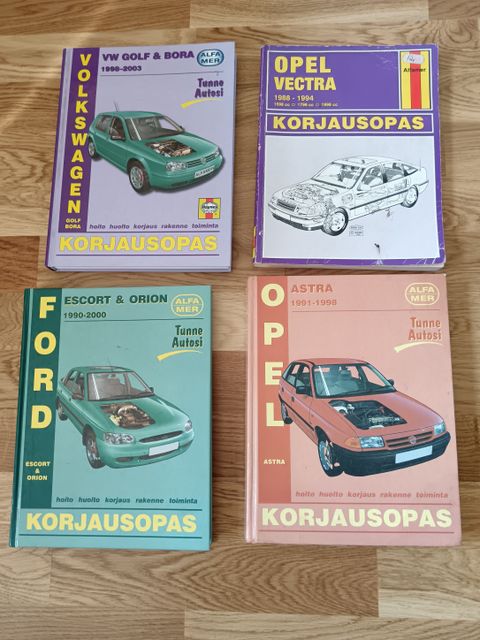 VOLKSWAGEN
GOLF
BORA
VW GOLF & BORA
1998-2003
ALFA
MER
Tunne
Autosi
Haynes
hoito huolto korjaus rakenne toiminta
KORJAUSOPAS
OPEL
VECTRA
1988 - 1994
Alfamer
KORJAUSOPAS
FORD
ESCORT
&
ORION
ESCORT & ORION
1990-2000
ALFA
MER
Tunne
Autosi
hoito huolto korjaus rakenne toiminta
KORJAUSOPAS
OPEL
ASTRA
ASTRA
1991-1998
ALFA
MER
Tunne
Autosi
hoito huolto korjaus rakenne toiminta
KORJAUSOPAS